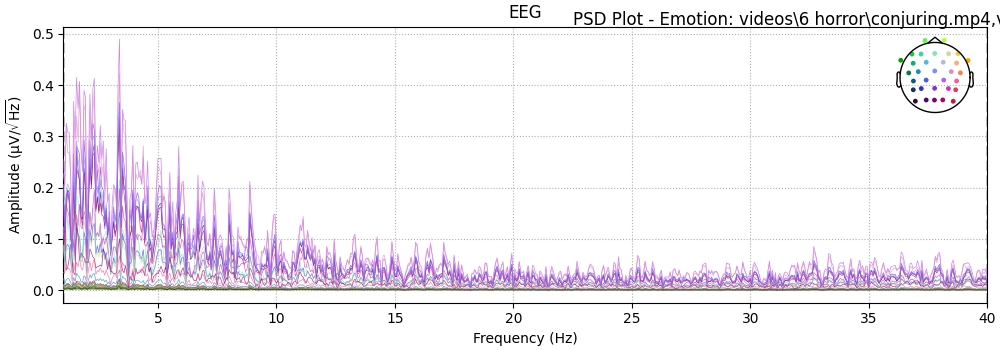 EEG
PSD Plot - Emotion: videos\6 horror\conjuring.mp4,v
Amplitude (µV/√Hz)
0.5
0.4
0.3
0.2
0.1
0.0
5 10 15 20 25 30 35 40
Frequency (Hz)